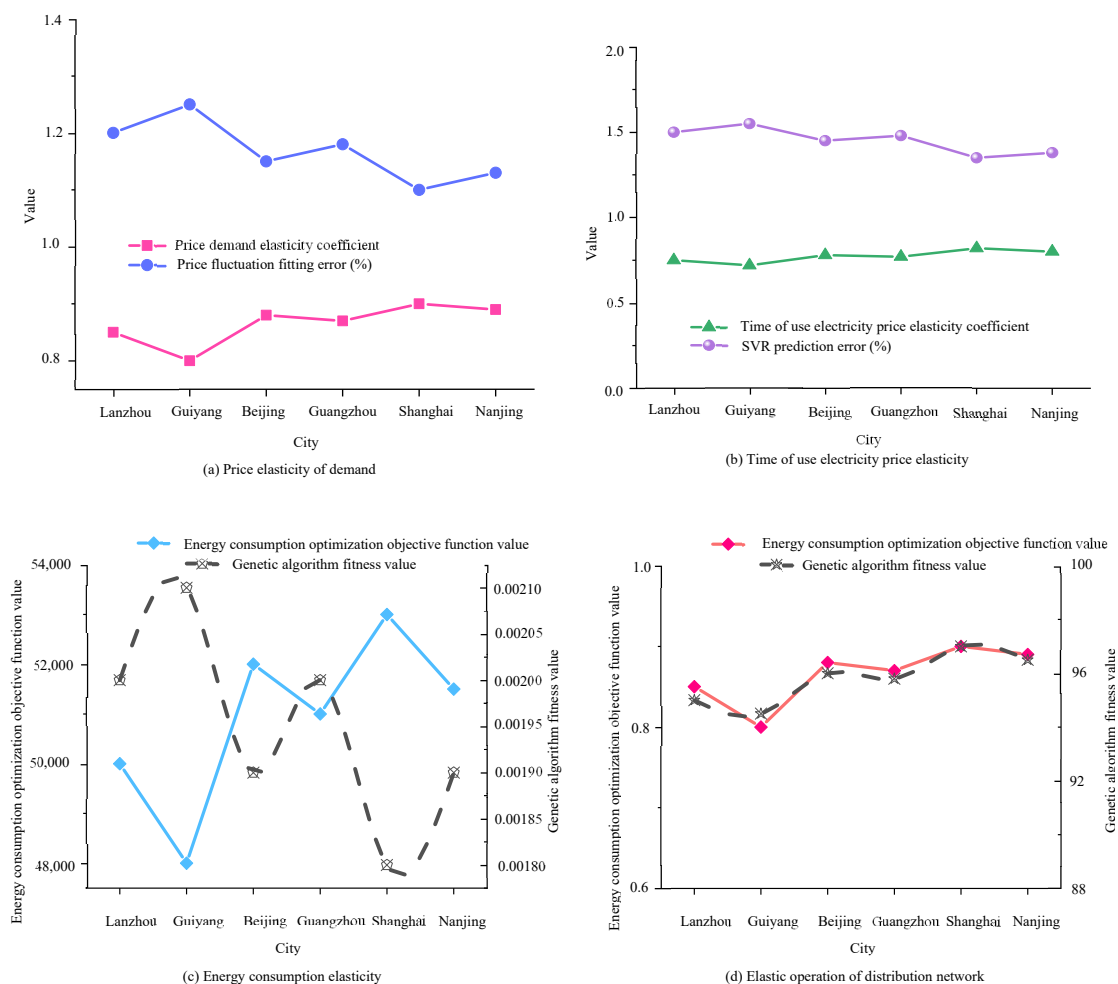 1.4
1.2
1.0
0.8
Value
Price demand elasticity coefficient
Price fluctuation fitting error (%)
Lanzhou Guiyang Beijing Guangzhou Shanghai Nanjing
City
(a) Price elasticity of demand
2.0
1.5
1.0
0.5
0.0
Value
Time of use electricity price elasticity coefficient
SVR prediction error (%)
Lanzhou Guiyang Beijing Guangzhou Shanghai Nanjing
City
(b) Time of use electricity price elasticity
Energy consumption optimization objective function value
Genetic algorithm fitness value
54,000
52,000
50,000
48,000
Energy consumption optimization objective function value
0.00210
0.00205
0.00200
0.00195
0.00190
0.00185
0.00180
Genetic algorithm fitness value
Lanzhou Guiyang Beijing Guangzhou Shanghai Nanjing
City
(c) Energy consumption elasticity
Energy consumption optimization objective function value
Genetic algorithm fitness value
1.0
0.8
0.6
Energy consumption optimization objective function value
100
96
92
88
Genetic algorithm fitness value
Lanzhou Guiyang Beijing Guangzhou Shanghai Nanjing
City
(d) Elastic operation of distribution network